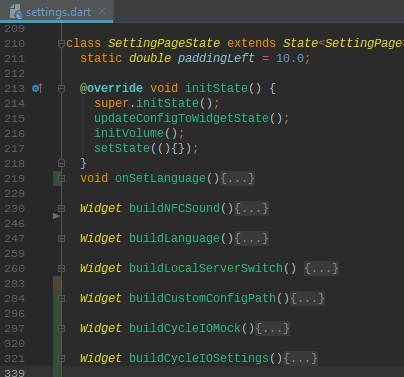 settings.dart ×
209
210 class SettingPageState extends State<SettingPage
211 static double paddingLeft = 10.0;
212
213 @override void initState() {
214 super.initState();
215 updateConfigToWidgetState();
216 initVolume();
217 setState((){});
218 }
219 void onSetLanguage(){...}
229
230 Widget buildNFCSound(){...}
246
247 Widget buildLanguage(){...}
259
260 Widget buildLocalServerSwitch() {...}
283
284 Widget buildCustomConfigPath(){...}
296
297 Widget buildCycleIOMock(){...}
320
321 Widget buildCycleIOSettings(){...}
339